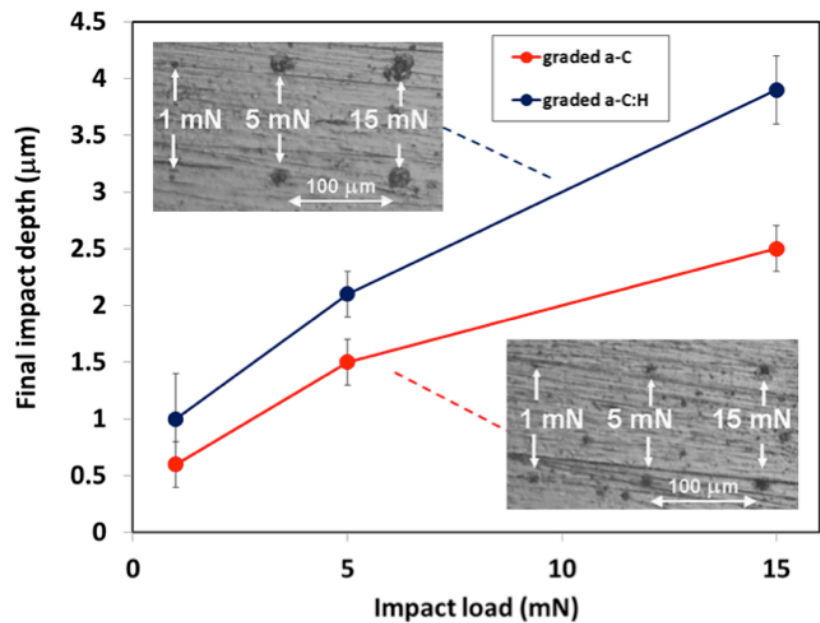 4.5
4
3.5
3
2.5
2
1.5
1
0.5
0
0
5
10
15
Final impact depth (μm)
Impact load (mN)
graded a-C
graded a-C:H
1 mN 5 mN 15 mN
100 μm
1 mN 5 mN 15 mN
100 μm